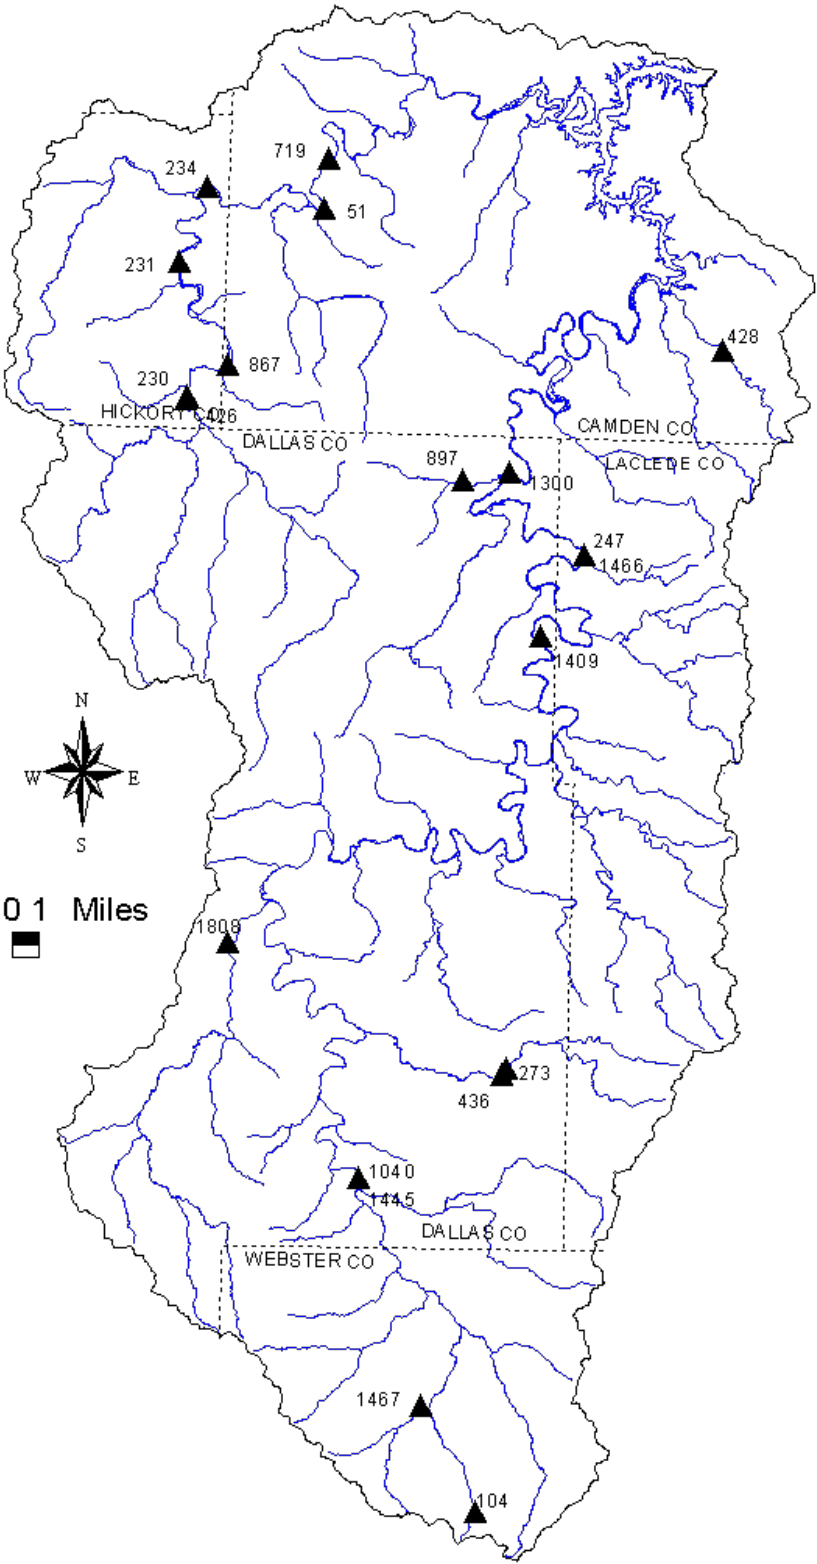 719
234
51
231
428
867
230
HICKORY CO
426
CAMDEN CO
DALLAS CO
897
LACLEDE CO
1300
247
1466
1409
N
W E
S
0 1 Miles
1808
273
436
1040
1445
DALLAS CO
WEBSTER CO
1467
104